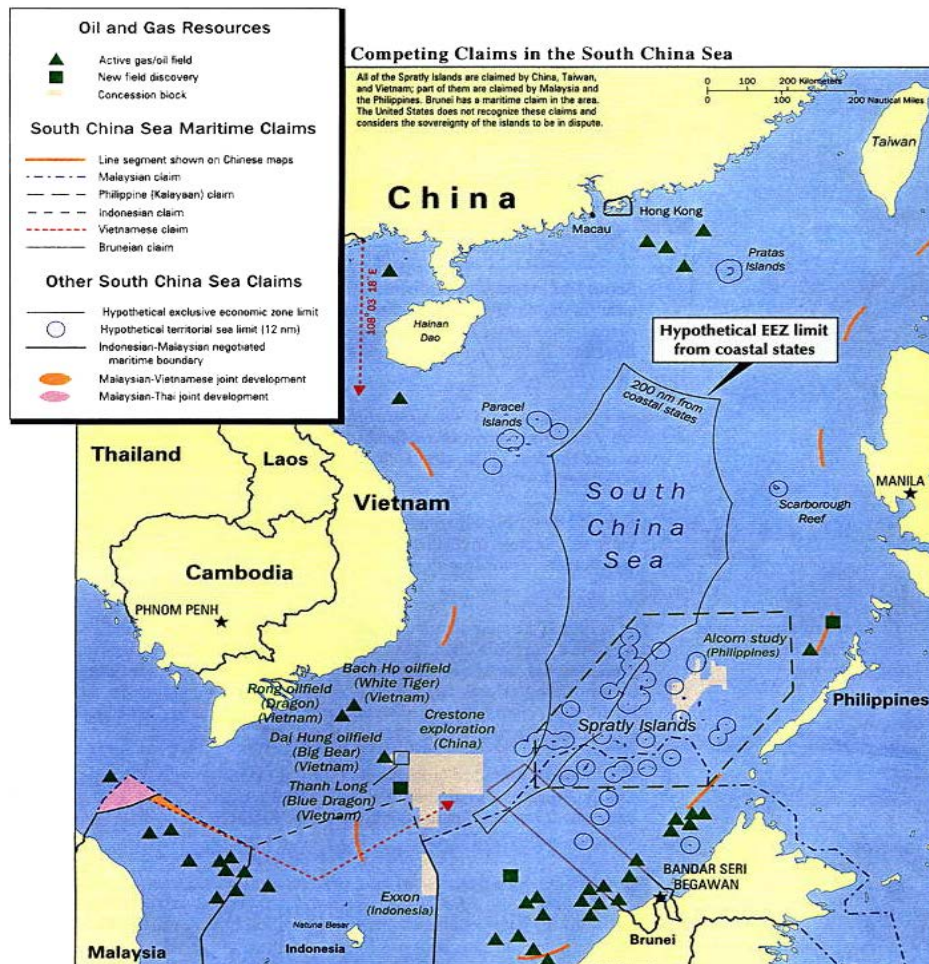 Oil and Gas Resources
Active gas/oil field
New field discovery
Concession block
South China Sea Maritime Claims
Line segment shown on Chinese maps
Malaysian claim
Philippine (Kalayaan) claim
Indonesian claim
Vietnamese claim
Bruneian claim
Other South China Sea Claims
Hypothetical exclusive economic zone limit
Hypothetical territorial sea limit (12 nm)
Indonesian-Malaysian negotiated
maritime boundary
Malaysian-Vietnamese joint development
Malaysian-Thai joint development
Competing Claims in the South China Sea
All of the Spratly Islands are claimed by China, Taiwan,
and Vietnam; part of them are claimed by Malaysia and
the Philippines. Brunei has a maritime claim in the area.
The United States does not recognize these claims and
considers the sovereignty of the islands to be in dispute.
0 100 200 Kilometers
0 100 200 Nautical Miles
Taiwan
China
Hong Kong
Macau
Pratas
Islands
108° 03' 18" E
Hainan
Dao
Hypothetical EEZ limit
from coastal states
200 nm from
coastal states
Paracel
Islands
Thailand
Laos
Vietnam
South
China
Sea
MANILA
Scarborough
Reef
Cambodia
PHNOM PENH
Alcorn study
(Philippines)
Bach Ho oilfield
(White Tiger)
(Vietnam)
Rong oilfield
(Dragon)
(Vietnam)
Crestone
exploration
(China)
Spratly Islands
Philippines
Dai Hung oilfield
(Big Bear)
(Vietnam)
Thanh Long
(Blue Dragon)
(Vietnam)
Exxon
(Indonesia)
BANDAR SERI
BEGAWAN
Natuna Besar
Malaysia
Indonesia
Brunei